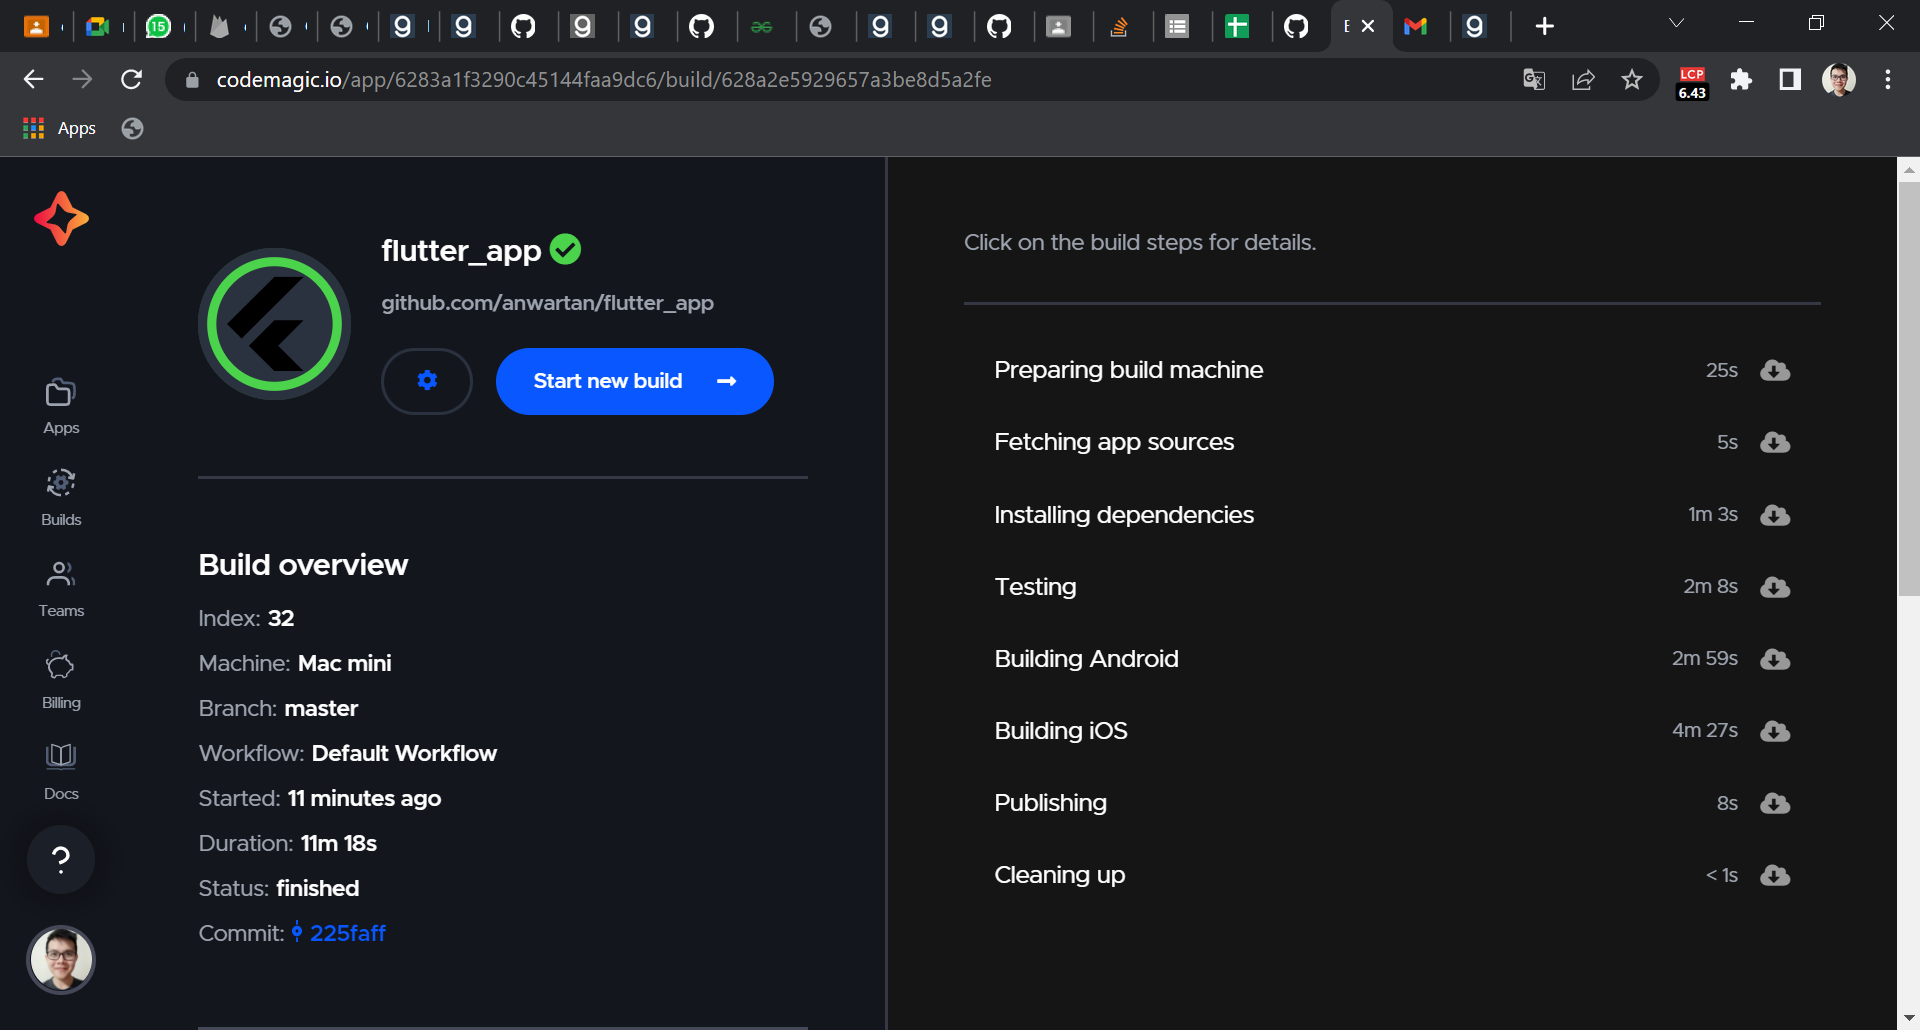 15
E
codemagic.io/app/6283a1f3290c45144faa9dc6/build/628a2e5929657a3be8d5a2fe
LCP
6.43
Apps
flutter_app
github.com/anwartan/flutter_app
Start new build
Apps
Builds
Teams
Billing
Docs
?
Build overview
Index: 32
Machine: Mac mini
Branch: master
Workflow: Default Workflow
Started: 11 minutes ago
Duration: 11m 18s
Status: finished
Commit: 225faff
Click on the build steps for details.
Preparing build machine 25s
Fetching app sources 5s
Installing dependencies 1m 3s
Testing 2m 8s
Building Android 2m 59s
Building iOS 4m 27s
Publishing 8s
Cleaning up < 1s